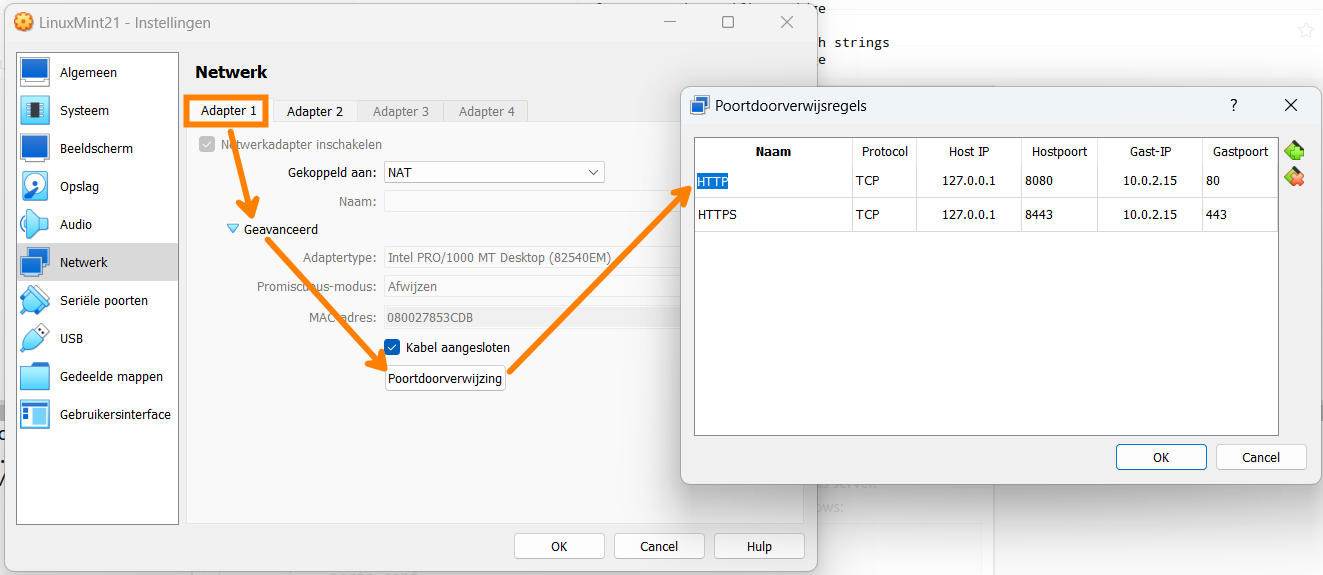 LinuxMint21 - Instellingen
Algemeen
Systeem
Beeldscherm
Opslag
Audio
Netwerk
Seriële poorten
USB
Gedeelde mappen
Gebruikersinterface
Netwerk
Adapter 1 Adapter 2 Adapter 3 Adapter 4
Netwerkadapter inschakelen
Gekoppeld aan: NAT
Naam:
Geavanceerd
Adaptertype: Intel PRO/1000 MT Desktop (82540EM)
Promiscuous-modus: Afwijzen
MAC-adres: 080027853CDB
Kabel aangesloten
Poortdoorverwijzing
OK Cancel Hulp
h strings
Poortdoorverwijsregels
?
Naam Protocol Host IP Hostpoort Gast-IP Gastpoort
HTTP TCP 127.0.0.1 8080 10.0.2.15 80
HTTPS TCP 127.0.0.1 8443 10.0.2.15 443
OK Cancel
server.
ows: